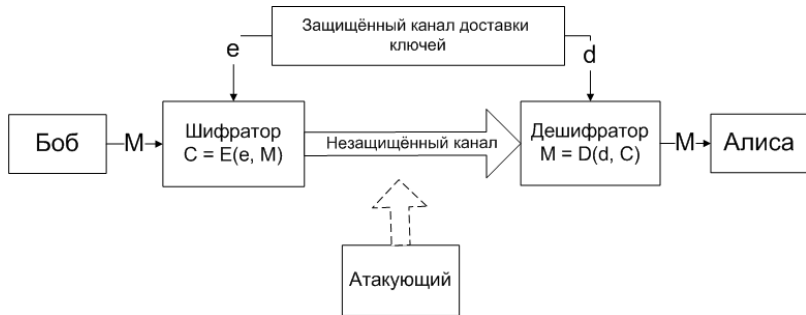 Защищённый канал доставки
ключей
e
d
Боб
M
Шифратор
C = E(e, M)
Незащищённый канал
Дешифратор
M = D(d, C)
M
Алиса
Атакующий